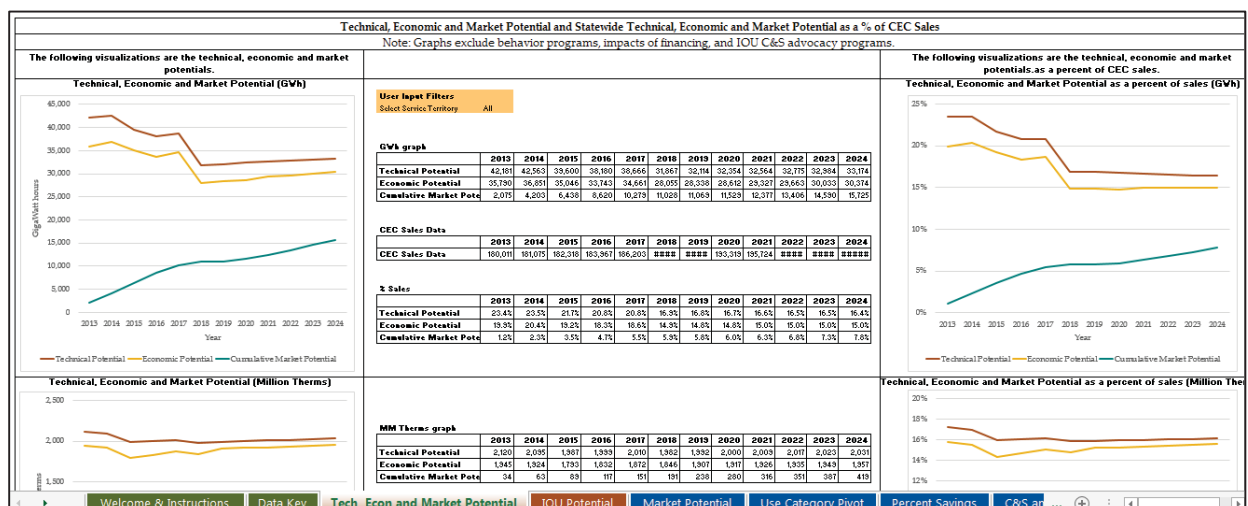 Technical, Economic and Market Potential and Statewide Technical, Economic and Market Potential as a % of CEC Sales
Note: Graphs exclude behavior programs, impacts of financing, and IOU C&S advocacy programs.
The following visualizations are the technical, economic and market
potentials.
Technical, Economic and Market Potential (GWh)
45,000
40,000
35,000
30,000
25,000
20,000
15,000
10,000
5,000
0
GigaWatt hours
2013 2014 2015 2016 2017 2018 2019 2020 2021 2022 2023 2024
Year
Technical Potential Economic Potential Cumulative Market Potential
User Input Filters
Select Service Territory All
GWh graph
2013 2014 2015 2016 2017 2018 2019 2020 2021 2022 2023 2024
Technical Potential 42,181 42,563 39,600 38,180 38,666 31,867 32,114 32,354 32,564 32,775 32,984 33,174
Economic Potential 35,790 36,851 35,046 33,743 34,661 28,055 28,338 28,612 29,327 29,663 30,033 30,374
Cumulative Market Pote 2,075 4,203 6,438 8,620 10,279 11,028 11,069 11,529 12,377 13,406 14,590 15,725
CEC Sales Data
2013 2014 2015 2016 2017 2018 2019 2020 2021 2022 2023 2024
CEC Sales Data 180,011 181,075 182,318 183,967 186,203 #### #### 193,319 195,724 #### #### #####
% Sales
2013 2014 2015 2016 2017 2018 2019 2020 2021 2022 2023 2024
Technical Potential 23.4% 23.5% 21.7% 20.8% 20.8% 16.9% 16.8% 16.7% 16.6% 16.5% 16.5% 16.4%
Economic Potential 19.9% 20.4% 19.2% 18.3% 18.6% 14.9% 14.8% 14.8% 15.0% 15.0% 15.0% 15.0%
Cumulative Market Pote 1.2% 2.3% 3.5% 4.7% 5.5% 5.9% 5.8% 6.0% 6.3% 6.8% 7.3% 7.8%
The following visualizations are the technical, economic and market
potentials.as a percent of CEC sales.
Technical, Economic and Market Potential as a percent of sales (GWh)
25%
20%
15%
10%
5%
0%
2013 2014 2015 2016 2017 2018 2019 2020 2021 2022 2023 2024
Year
Technical Potential Economic Potential Cumulative Market Potential
Technical, Economic and Market Potential (Million Therms)
2,500
2,000
1,500
MM Therms graph
2013 2014 2015 2016 2017 2018 2019 2020 2021 2022 2023 2024
Technical Potential 2,120 2,095 1,987 1,999 2,010 1,982 1,992 2,000 2,009 2,017 2,023 2,031
Economic Potential 1,945 1,924 1,793 1,832 1,872 1,846 1,907 1,917 1,926 1,935 1,949 1,957
Cumulative Market Pote 34 63 89 117 151 191 238 280 316 351 387 419
Technical, Economic and Market Potential as a percent of sales (Million The
20%
18%
16%
14%
12%
Welcome & Instructions Data Key Tech, Econ and Market Potential IOU Potential Market Potential Use Category Pivot Percent Savings C&S an ...